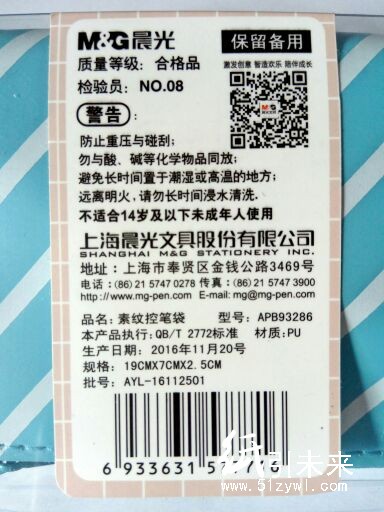 M&G晨光
保留备用
质量等级：合格品
激发创意 智造欢乐 陪伴成长
检验员：NO.08
警告：
防止重压与碰刮；
勿与酸、碱等化学物品同放；
避免长时间置于潮湿或高温的地方；
远离明火，请勿长时间浸水清洗。
不适合14岁及以下未成年人使用
上海晨光文具股份有限公司
SHANGHAI M&G STATIONERY INC.
地址：上海市奉贤区金钱公路3469号
电话：(86) 21 5747 0278 传真：(86) 21 5747 3900
http://www.mg-pen.com E-mail: mg@mg-pen.com
品名：素纹控笔袋 型号：APB93286
本产品执行：QB/T 2772标准 材质：PU
生产日期：2016年11月20号
规格：19CMX7CMX2.5CM
批号：AYL-16112501
6 933631
纸引未来
www.51zywl.com